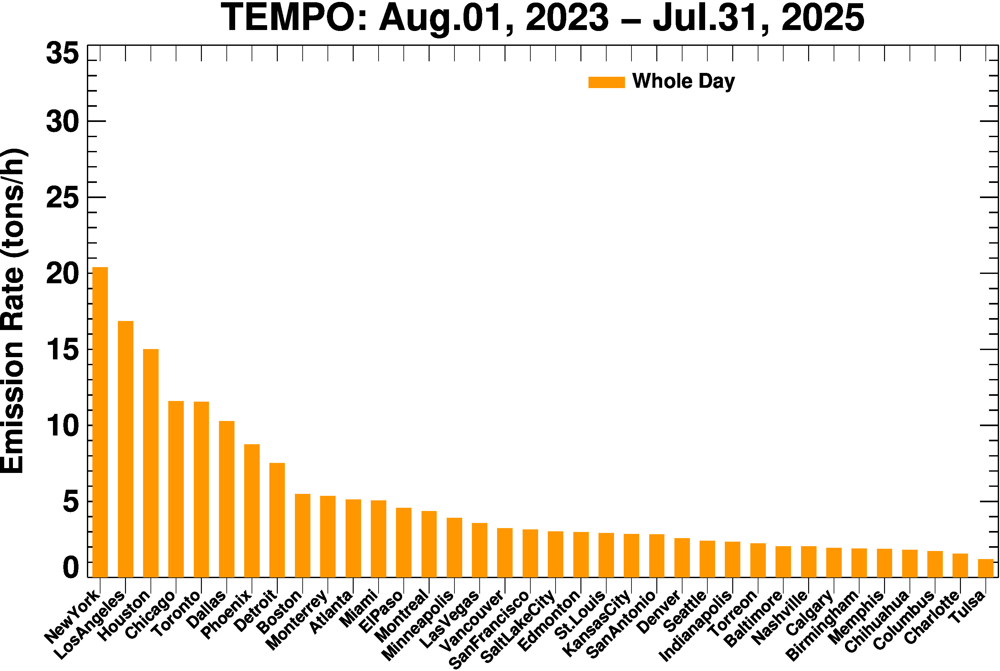 TEMPO: Aug.01, 2023 – Jul.31, 2025
Emission Rate (tons/h)
35
30
25
20
15
10
5
0
Whole Day
NewYork
LosAngeles
Houston
Chicago
Toronto
Dallas
Phoenix
Detroit
Boston
Monterrey
Atlanta
Miami
ElPaso
Montreal
Minneapolis
LasVegas
Vancouver
SanFrancisco
SaltLakeCity
Edmonton
St.Louis
KansasCity
SanAntonio
Denver
Seattle
Indianapolis
Torreon
Baltimore
Nashville
Calgary
Birmingham
Memphis
Chihuahua
Columbus
Charlotte
Tulsa